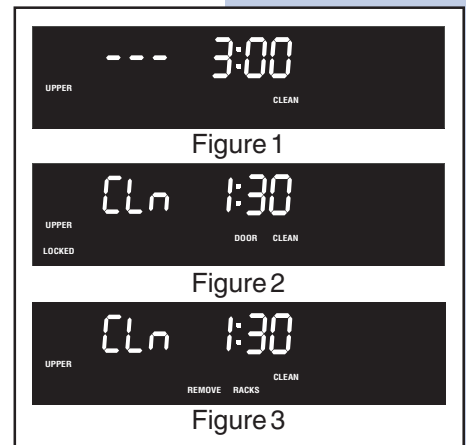 --- 3:00
UPPER
CLEAN
Figure 1
CLn 1:30
UPPER
DOOR CLEAN
LOCKED
Figure 2
CLn 1:30
UPPER
CLEAN
REMOVE RACKS
Figure 3